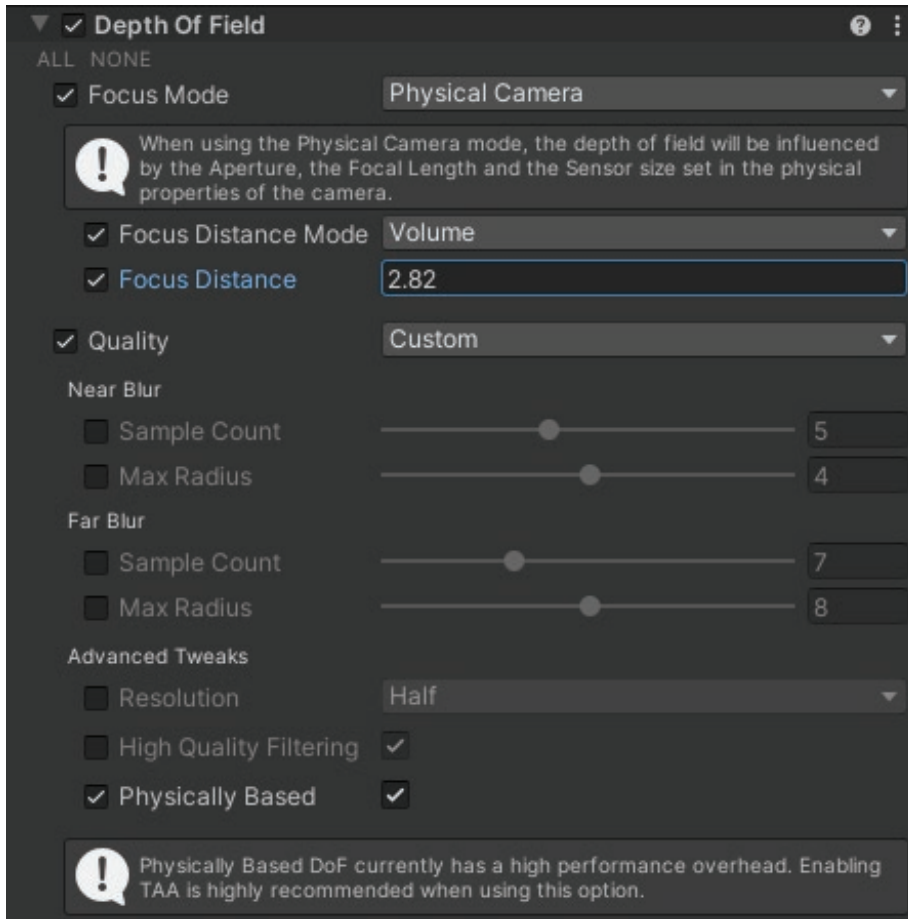 Depth Of Field
ALL NONE
Focus Mode Physical Camera
When using the Physical Camera mode, the depth of field will be influenced
by the Aperture, the Focal Length and the Sensor size set in the physical
properties of the camera.
Focus Distance Mode Volume
Focus Distance 2.82
Quality Custom
Near Blur
Sample Count 5
Max Radius 4
Far Blur
Sample Count 7
Max Radius 8
Advanced Tweaks
Resolution Half
High Quality Filtering
Physically Based
Physically Based DoF currently has a high performance overhead. Enabling
TAA is highly recommended when using this option.